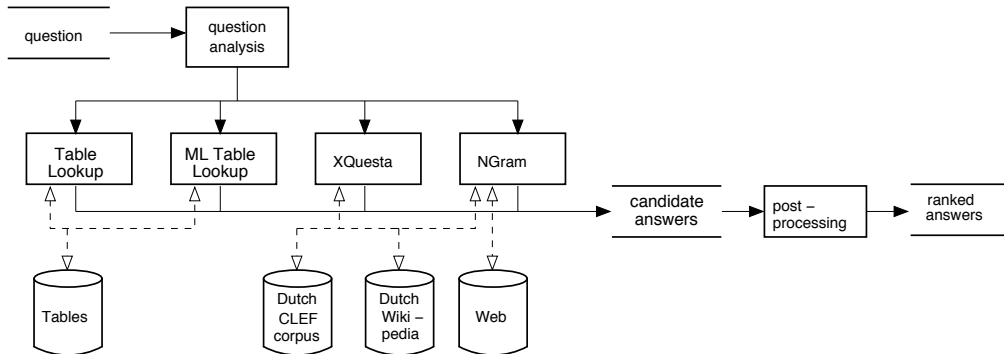 question
question
analysis
Table
Lookup
ML Table
Lookup
XQuesta
NGram
candidate
answers
post –
processing
ranked
answers
Tables
Dutch
CLEF
corpus
Dutch
Wiki –
pedia
Web